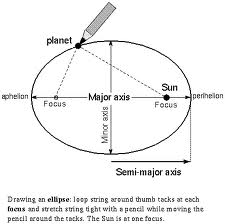 planet
Sun
aphelion
Focus
Major axis
Focus
perihelion
Minor axis
Semi-major axis
Drawing an ellipse: loop string around thumb tacks at each
focus and stretch string tight with a pencil while moving the
pencil around the tacks. The Sun is at one focus.